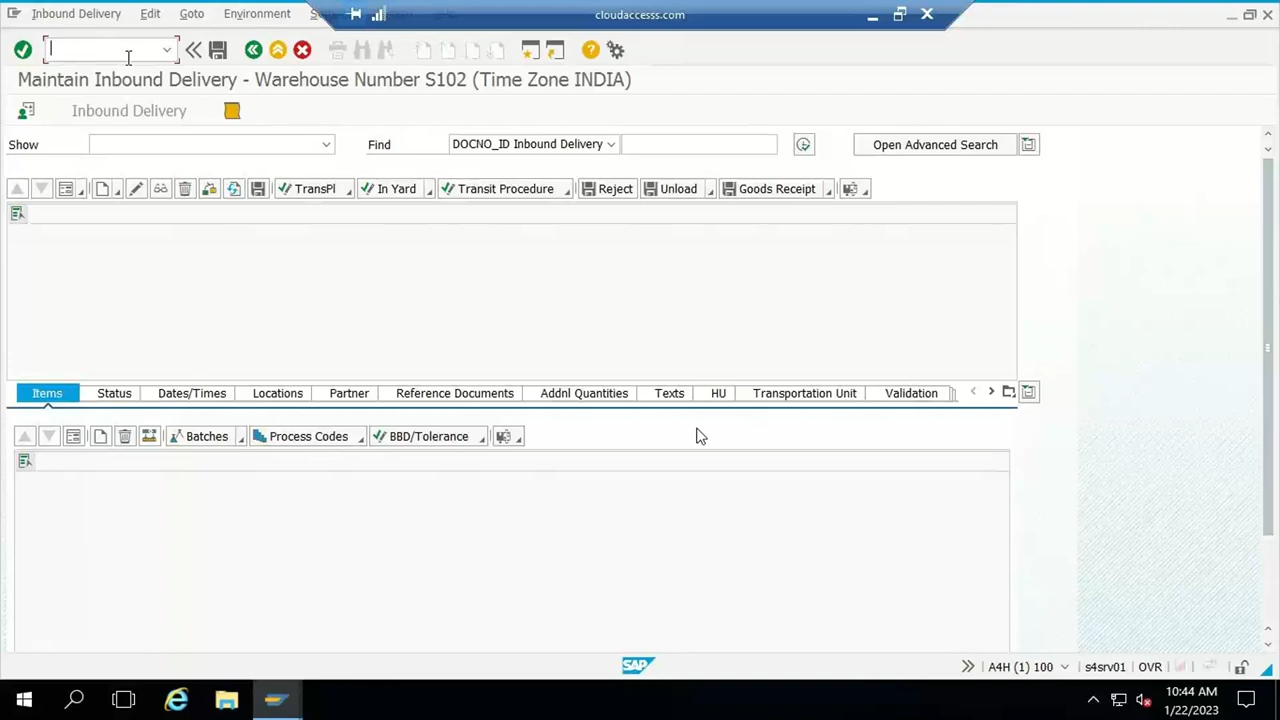 Inbound Delivery Edit Goto Environment
cloudaccesss.com
Maintain Inbound Delivery - Warehouse Number S102 (Time Zone INDIA)
Inbound Delivery
Show Find DOCNO_ID Inbound Delivery Open Advanced Search
TransPl In Yard Transit Procedure Reject Unload Goods Receipt
Items Status Dates/Times Locations Partner Reference Documents Addnl Quantities Texts HU Transportation Unit Validation
Batches Process Codes BBD/Tolerance
SAP A4H (1) 100 s4srv01 OVR
10:44 AM
1/22/2023